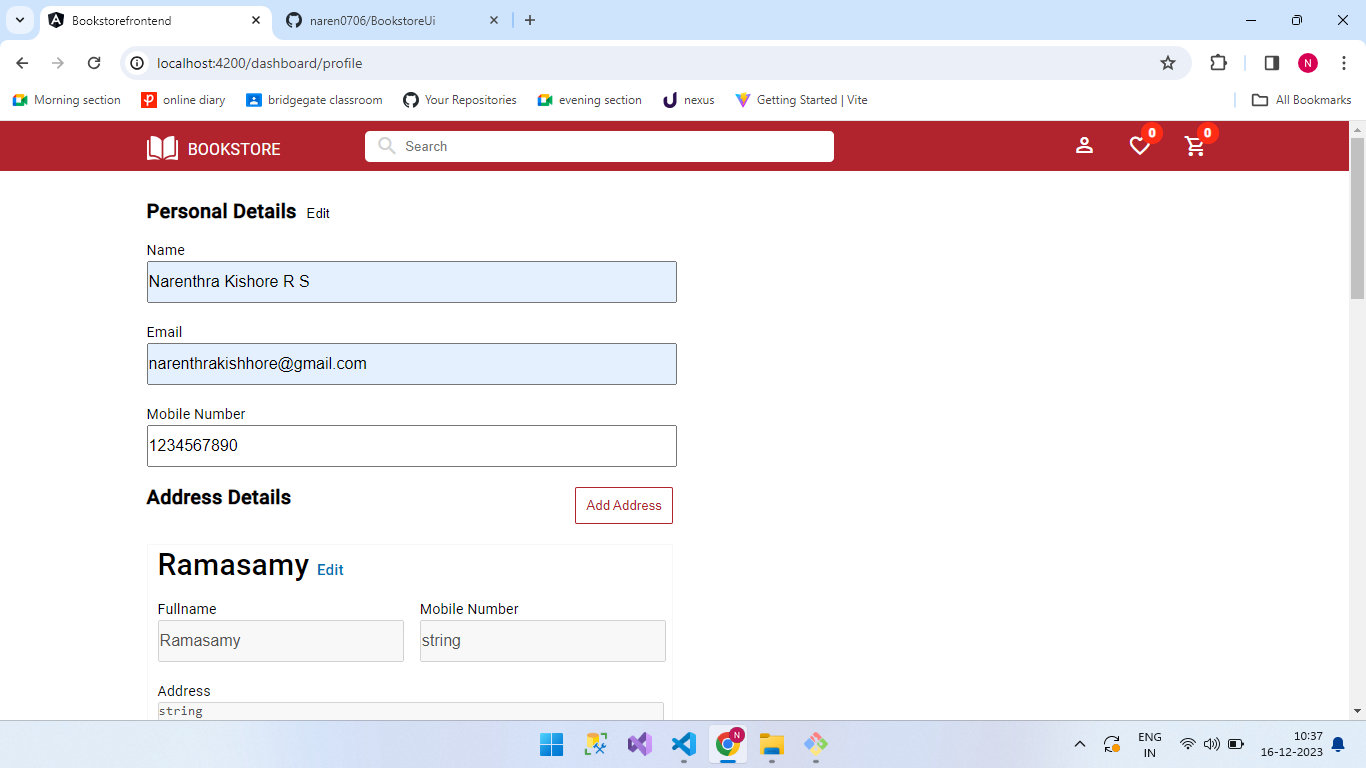 Bookstorefrontend
naren0706/BookstoreUi
localhost:4200/dashboard/profile
N
Morning section
online diary
bridgegate classroom
Your Repositories
evening section
nexus
Getting Started | Vite
All Bookmarks
BOOKSTORE
Search
0
0
Personal Details Edit
Name
Narenthra Kishore R S
Email
narenthrakishhore@gmail.com
Mobile Number
1234567890
Address Details
Add Address
Ramasamy Edit
Fullname
Mobile Number
Ramasamy
string
Address
string
N
ENG
IN
10:37
16-12-2023